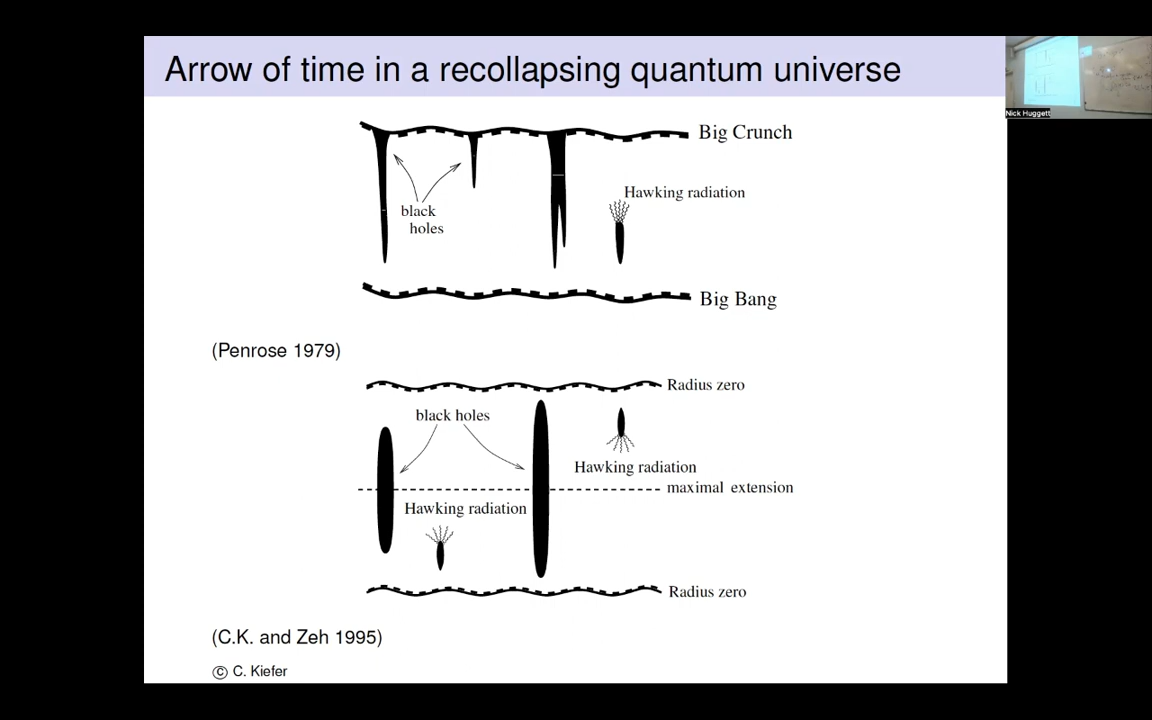 Arrow of time in a recollapsing quantum universe
Nick Huggett
Big Crunch
Hawking radiation
black
holes
Big Bang
(Penrose 1979)
Radius zero
black holes
Hawking radiation
maximal extension
Hawking radiation
Radius zero
(C.K. and Zeh 1995)
© C. Kiefer